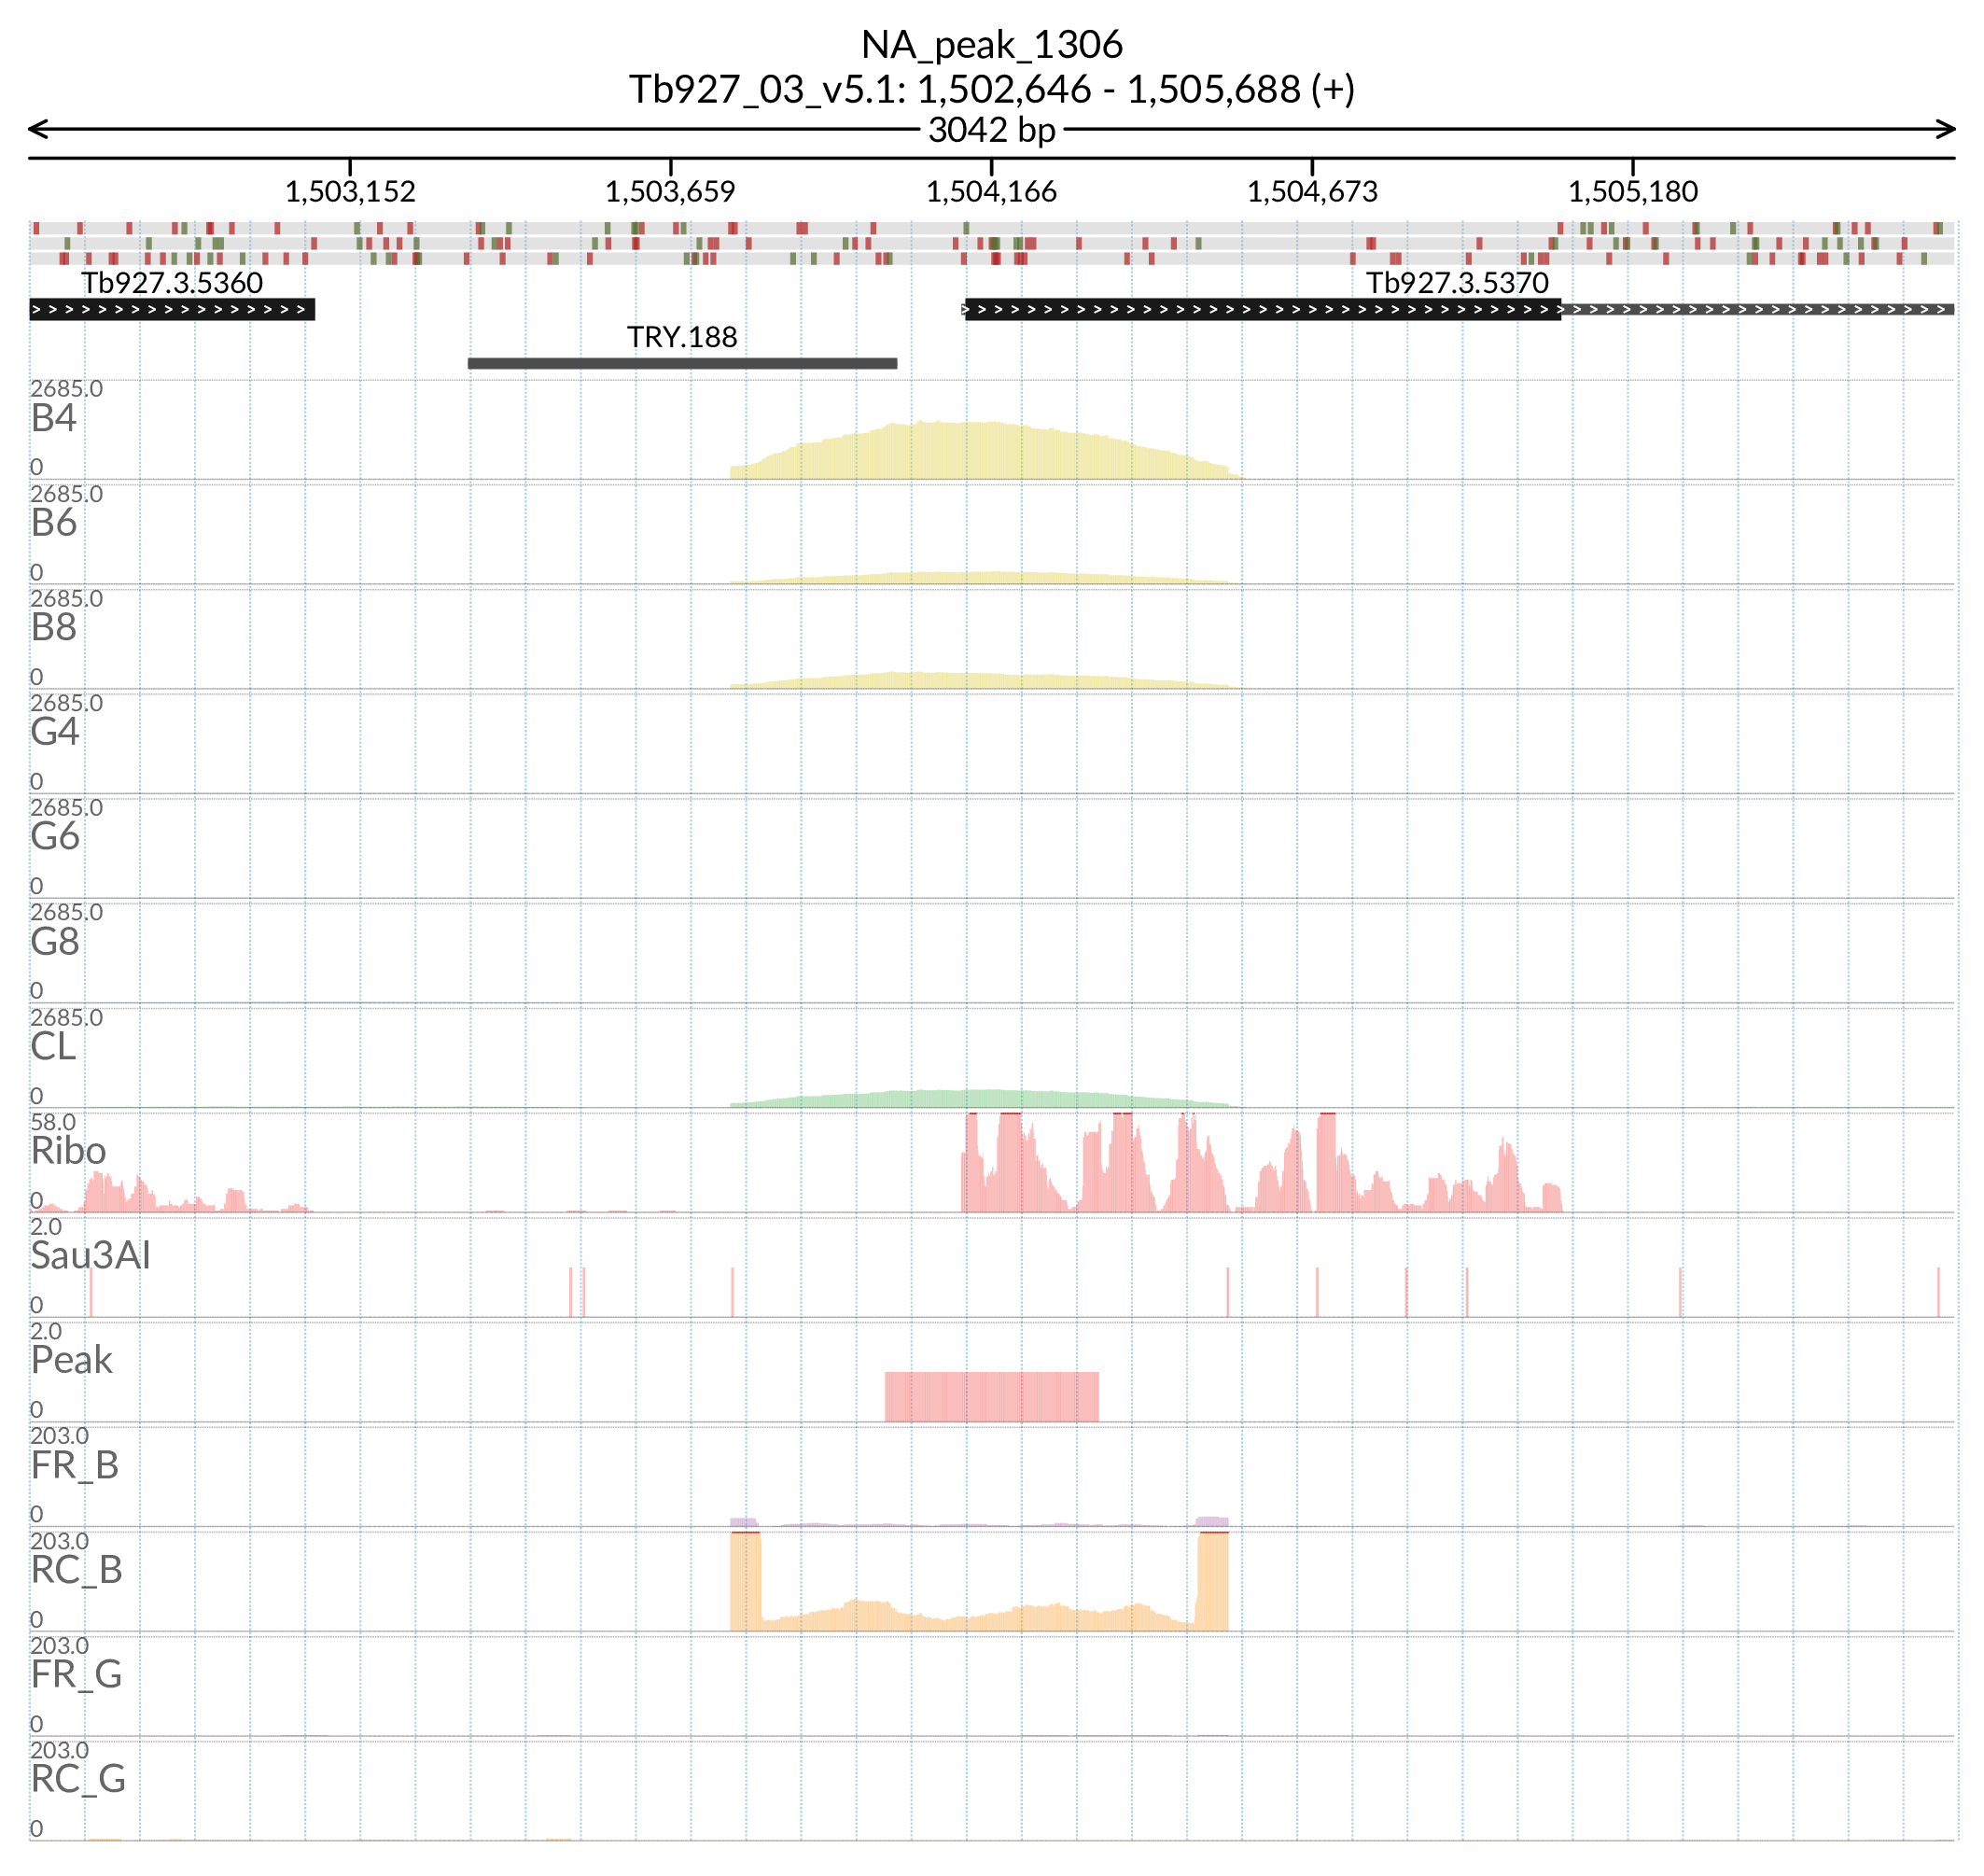 NA_peak_1306
Tb927_03_v5.1: 1,502,646 - 1,505,688 (+)
3042 bp
1,503,152 1,503,659 1,504,166 1,504,673 1,505,180
Tb927.3.5360 Tb927.3.5370
TRY.188
2685.0
B4
0
2685.0
B6
0
2685.0
B8
0
2685.0
G4
0
2685.0
G6
0
2685.0
G8
0
2685.0
CL
0
58.0
Ribo
0
2.0
Sau3AI
0
2.0
Peak
0
203.0
FR_B
0
203.0
RC_B
0
203.0
FR_G
0
203.0
RC_G
0